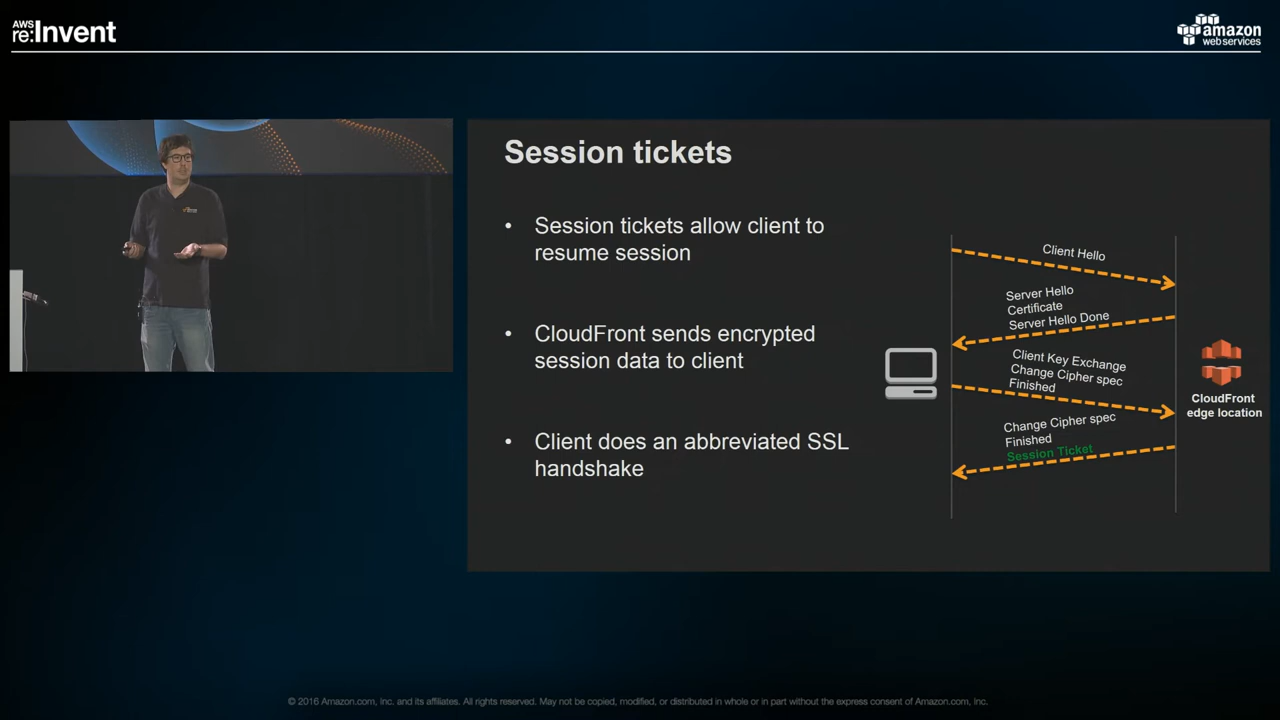 AWS
re:Invent
amazon
webservices
Session tickets
• Session tickets allow client to
resume session
• CloudFront sends encrypted
session data to client
• Client does an abbreviated SSL
handshake
Client Hello
Server Hello
Certificate
Server Hello Done
Client Key Exchange
Change Cipher spec
Finished
Change Cipher spec
Finished
Session Ticket
CloudFront
edge location
© 2016 Amazon.com, Inc. and its affiliates. All rights reserved. May not be copied, modified, or distributed in whole or in part without the express consent of Amazon.com, Inc.